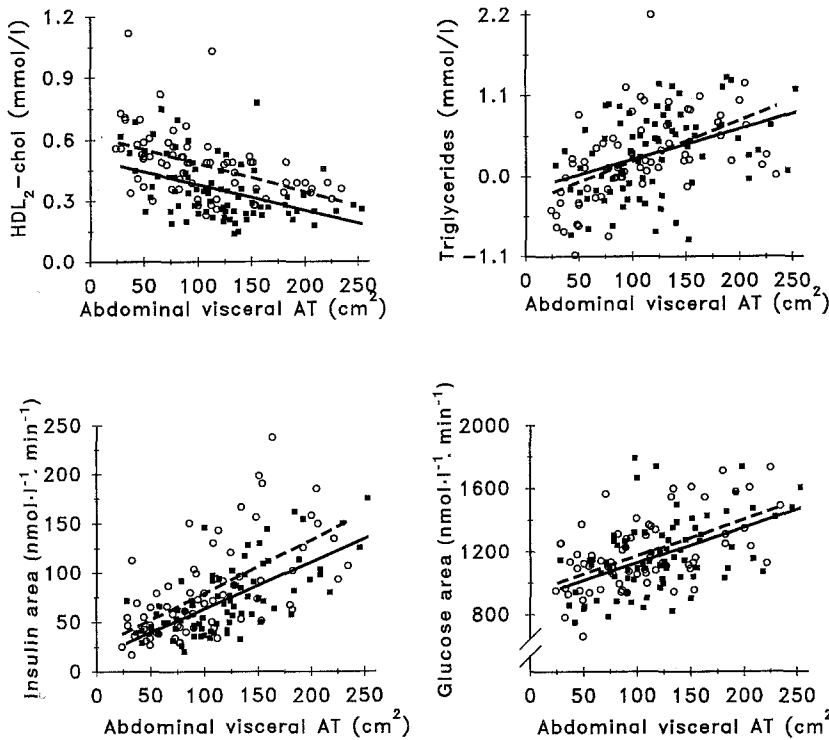 1.2
0.9
0.6
0.3
0.0
HDL₂-chol (mmol/l)
0 50 100 150 200 250
Abdominal visceral AT (cm²)
2.2
1.1
0.0
-1.1
Triglycerides (mmol/l)
0 50 100 150 200 250
Abdominal visceral AT (cm²)
250
200
150
100
50
0
Insulin area (nmol·l⁻¹·min⁻¹)
0 50 100 150 200 250
Abdominal visceral AT (cm²)
2000
1600
1200
800
Glucose area (nmol·l⁻¹·min⁻¹)
0 50 100 150 200 250
Abdominal visceral AT (cm²)